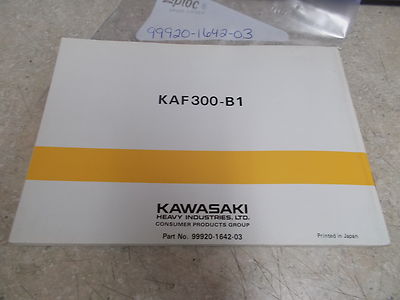 99920-1642-03
KAF300-B1
KAWASAKI
HEAVY INDUSTRIES, LTD.
CONSUMER PRODUCTS GROUP
Part No. 99920-1642-03
Printed in Japan